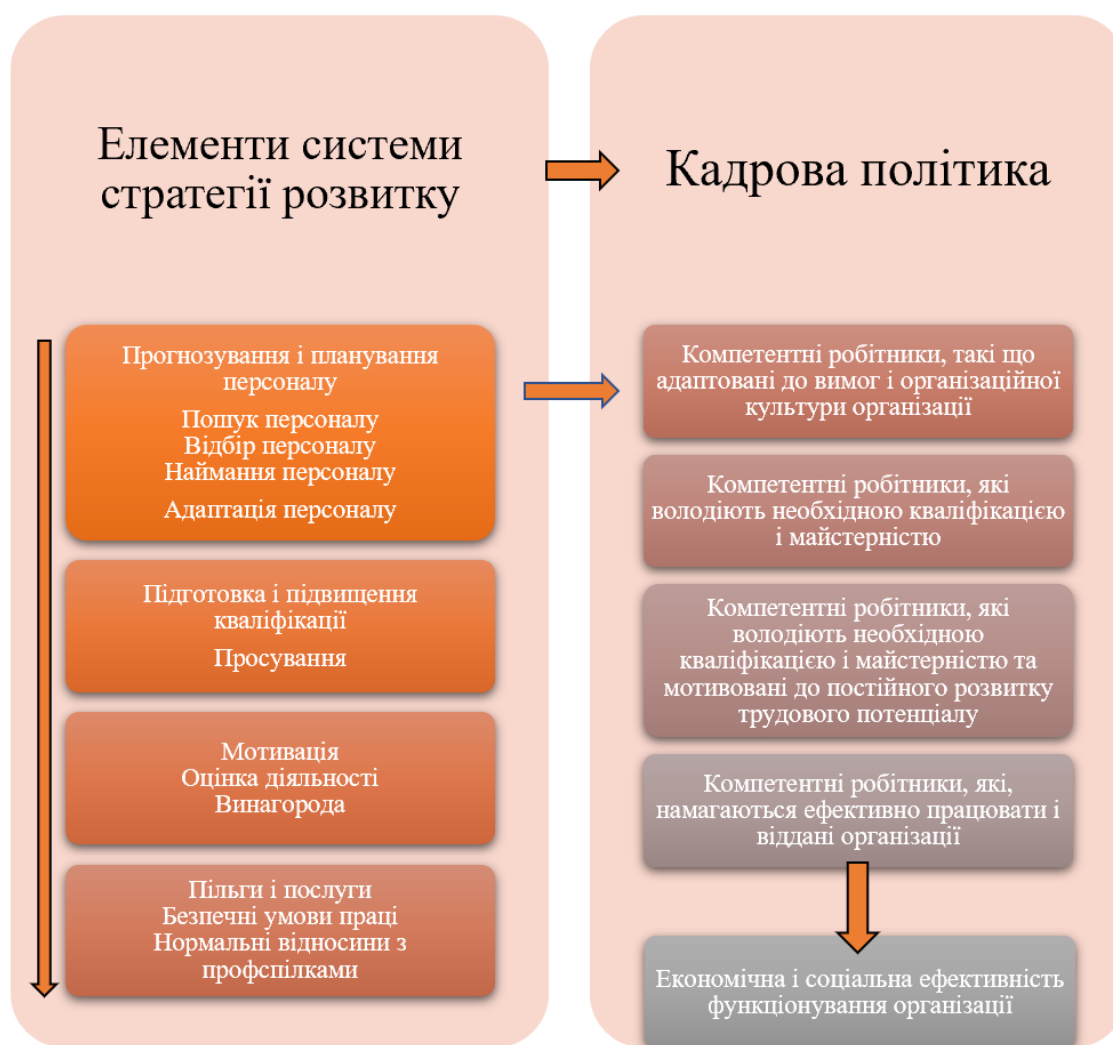 Елементи системи
стратегії розвитку
Прогнозування і планування
персоналу
Пошук персоналу
Відбір персоналу
Наймання персоналу
Адаптація персоналу
Підготовка і підвищення
кваліфікації
Просування
Мотивація
Оцінка діяльності
Винагорода
Пільги і послуги
Безпечні умови праці
Нормальні відносини з
профспілками
Кадрова політика
Компетентні робітники, такі що
адаптовані до вимог і організаційної
культури організації
Компетентні робітники, які
володіють необхідною кваліфікацією
і майстерністю
Компетентні робітники, які
володіють необхідною
кваліфікацією і майстерністю та
мотивовані до постійного розвитку
трудового потенціалу
Компетентні робітники, які,
намагаються ефективно працювати і
віддані організації
Економічна і соціальна ефективність
функціонування організації